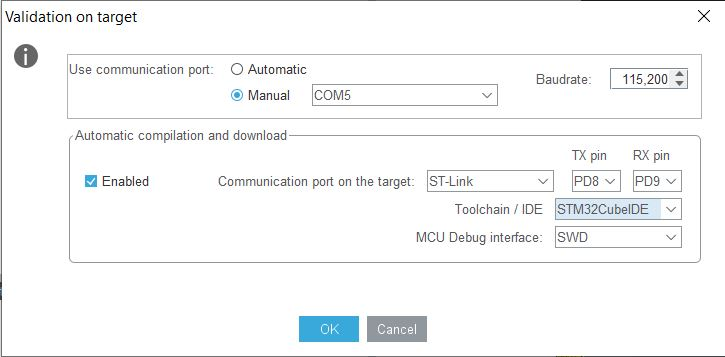 Validation on target
Use communication port:
Automatic
Manual
COM5
Baudrate:
115,200
Automatic compilation and download
TX pin
RX pin
Enabled
Communication port on the target:
ST-Link
PD8
PD9
Toolchain / IDE
STM32CubeIDE
MCU Debug interface:
SWD
OK
Cancel